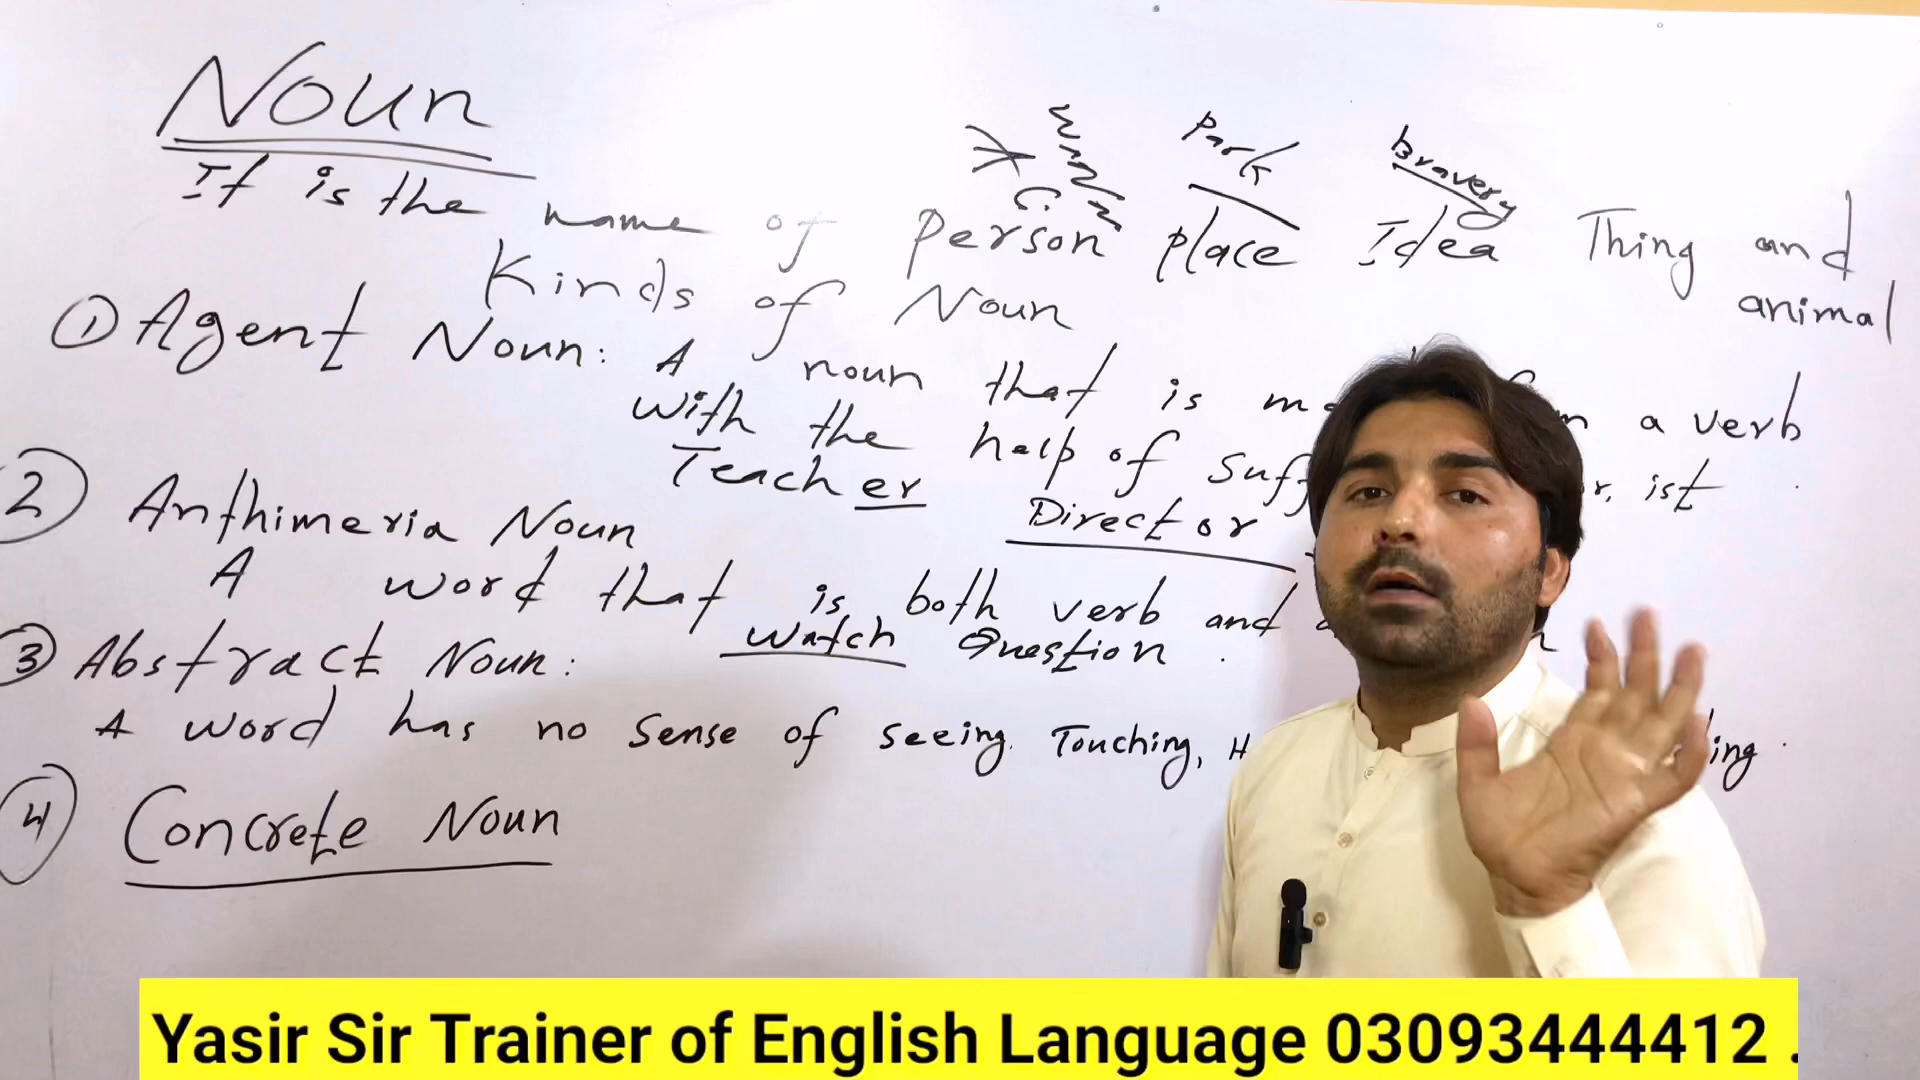 Noun
It is the name of Person place Idea Thing and animal
Park
Bravery
Kinds of Noun
① Agent Noun: A noun that is a verb
with the help of r, ist
Teacher Director
② Anthimeria Noun
A word that is both verb and
Watch Question
③ Abstract Noun:
A word has no sense of seeing. Touching,
④ Concrete Noun
Yasir Sir Trainer of English Language 03093444412 .